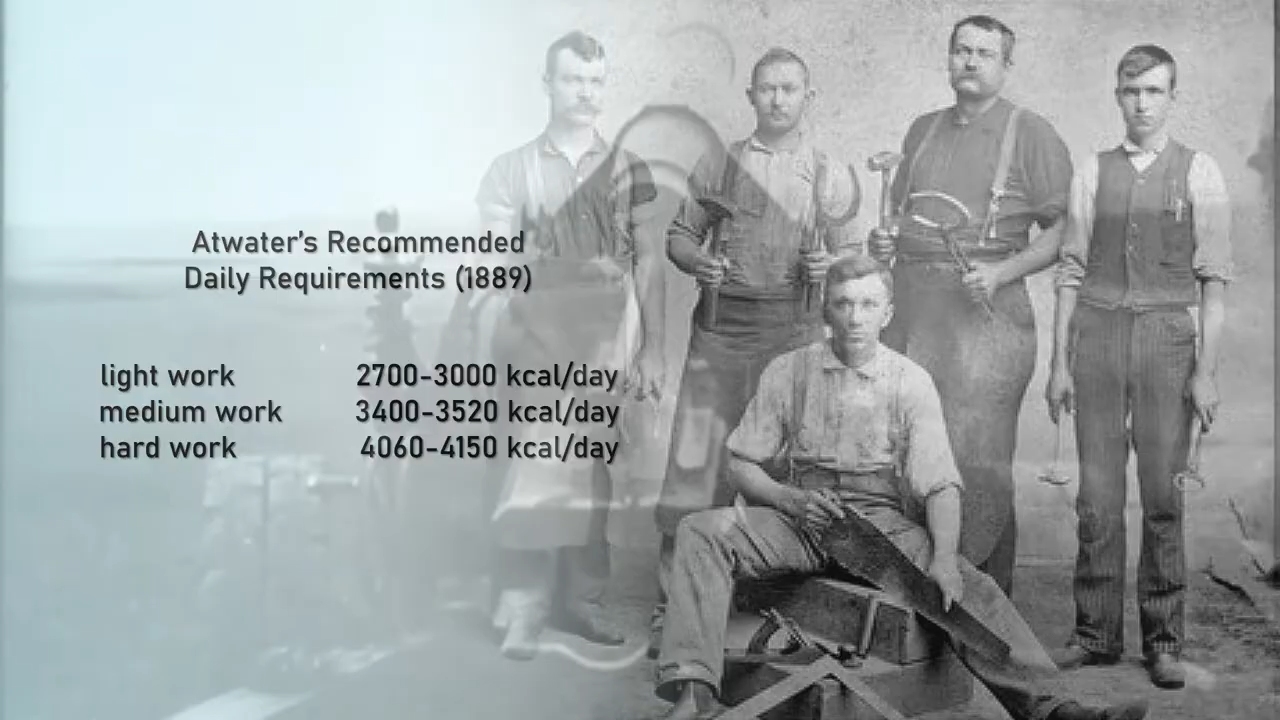 Atwater's Recommended
Daily Requirements (1889)
light work 2700-3000 kcal/day
medium work 3400-3520 kcal/day
hard work 4060-4150 kcal/day